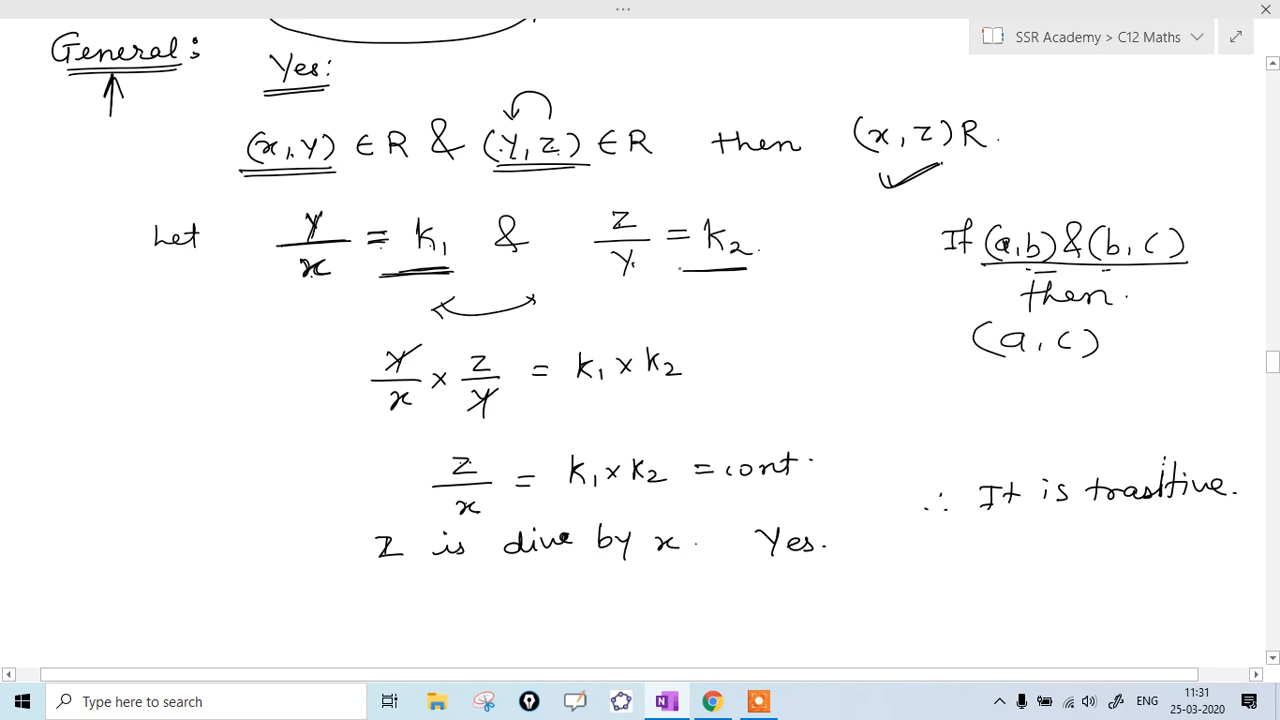 SSR Academy > C12 Maths
General:
Yes:
(x, y) ∈ R & (y, z) ∈ R then (x, z) R.
Let y/x = k₁ & z/y = k₂.
If (a, b) & (b, c)
then.
(a, c)
y/x × z/y = k₁ × k₂
z/x = k₁ × k₂ = cont.
∴ It is trasitive.
z is dive by x. Yes.
Type here to search
ENG
11:31
25-03-2020